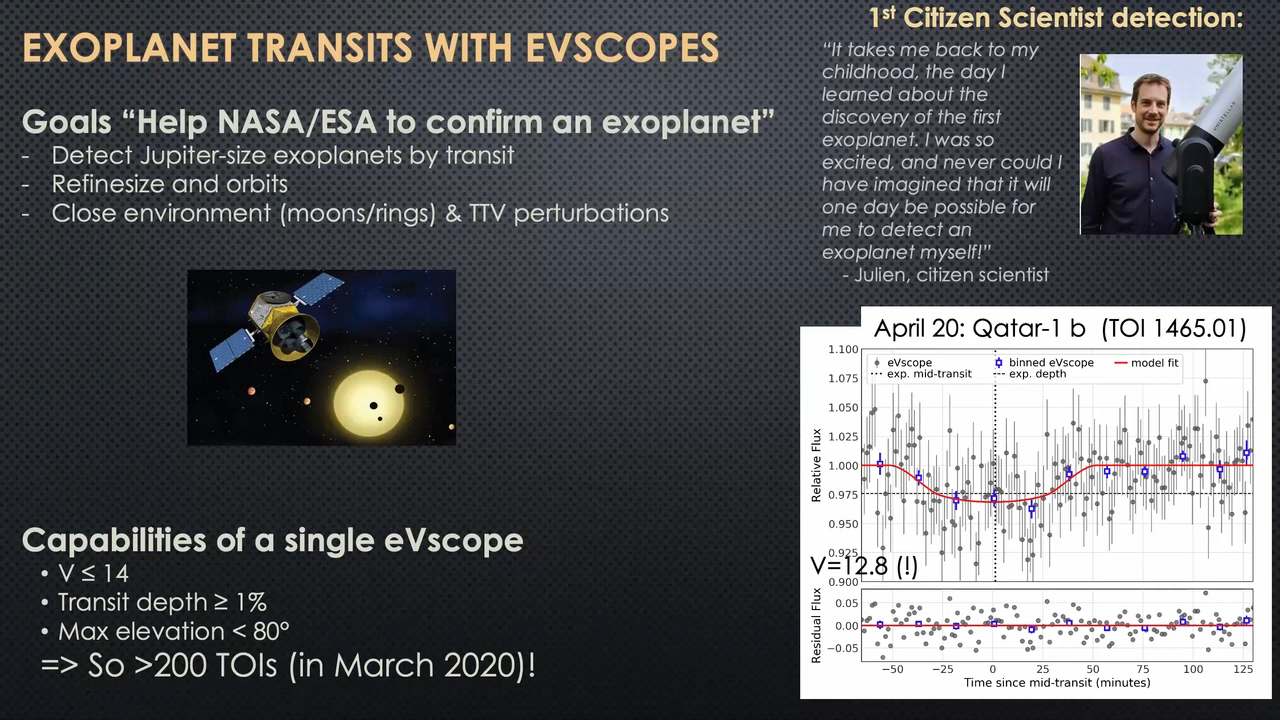 EXOPLANET TRANSITS WITH EVSCOPES
Goals “Help NASA/ESA to confirm an exoplanet”
- Detect Jupiter-size exoplanets by transit
- Refinesize and orbits
- Close environment (moons/rings) & TTV perturbations
Capabilities of a single eVscope
• V ≤ 14
• Transit depth ≥ 1%
• Max elevation < 80°
=> So >200 TOIs (in March 2020)!
1st Citizen Scientist detection:
“It takes me back to my
childhood, the day I
learned about the
discovery of the first
exoplanet. I was so
excited, and never could I
have imagined that it will
one day be possible for
me to detect an
exoplanet myself!”
- Julien, citizen scientist
UNISTELLAR
April 20: Qatar-1 b (TOI 1465.01)
eVscope
binned eVscope
model fit
exp. mid-transit
exp. depth
Relative Flux
1.100
1.075
1.050
1.025
1.000
0.975
0.950
0.925
0.900
V=12.8 (!)
Residual Flux
0.05
0.00
−0.05
−50 −25 0 25 50 75 100 125
Time since mid-transit (minutes)